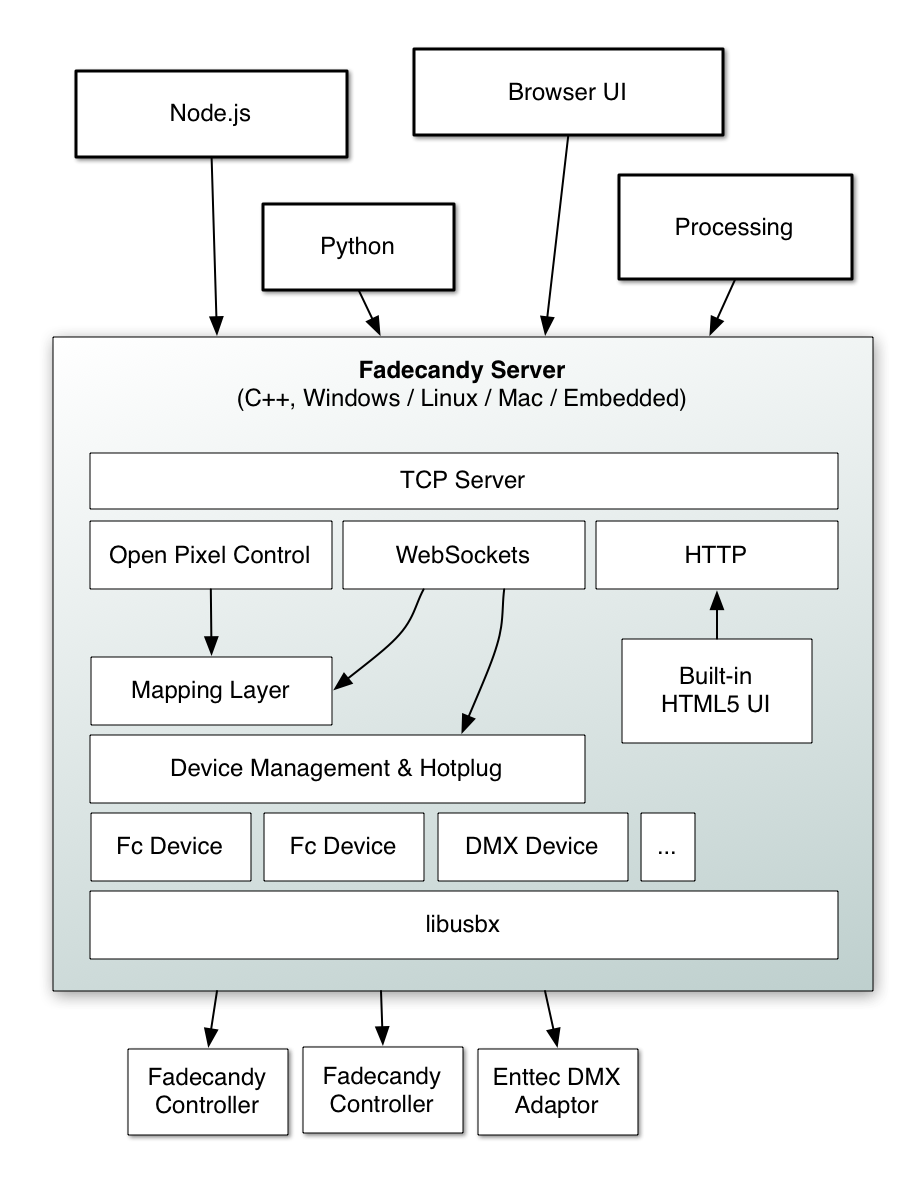 Browser UI
Node.js
Processing
Python
Fadecandy Server
(C++, Windows / Linux / Mac / Embedded)
TCP Server
Open Pixel Control
WebSockets
HTTP
Mapping Layer
Built-in
HTML5 UI
Device Management & Hotplug
Fc Device
Fc Device
DMX Device
...
libusbx
Fadecandy
Controller
Fadecandy
Controller
Enttec DMX
Adaptor